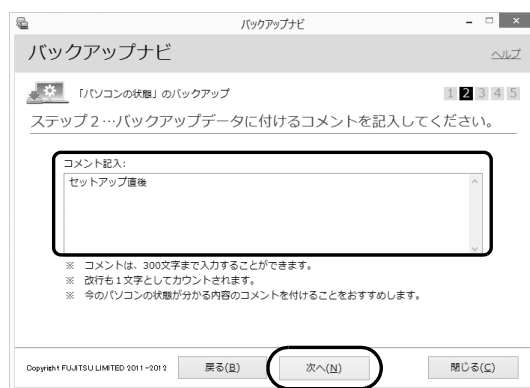 バックアップナビ
バックアップナビ
ヘルプ
「パソコンの状態」のバックアップ
1 2 3 4 5
ステップ2…バックアップデータに付けるコメントを記入してください。
コメント記入:
セットアップ直後
※ コメントは、300文字まで入力することができます。
※ 改行も1文字としてカウントされます。
※ 今のパソコンの状態が分かる内容のコメントを付けることをおすすめします。
Copyright FUJITSU LIMITED 2011-2012
戻る(B)
次へ(N)
閉じる(C)